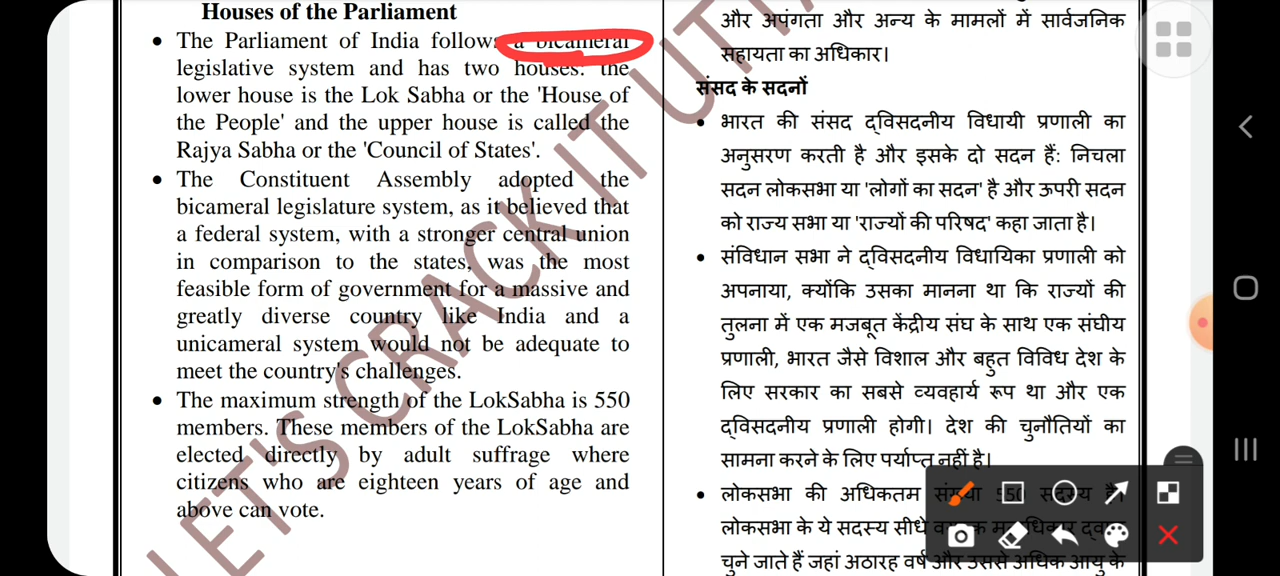 Houses of the Parliament
• The Parliament of India follows a bicameral
legislative system and has two houses: the
lower house is the Lok Sabha or the 'House of
the People' and the upper house is called the
Rajya Sabha or the 'Council of States'.
• The Constituent Assembly adopted the
bicameral legislature system, as it believed that
a federal system, with a stronger central union
in comparison to the states, was the most
feasible form of government for a massive and
greatly diverse country like India and a
unicameral system would not be adequate to
meet the country's challenges.
• The maximum strength of the LokSabha is 550
members. These members of the LokSabha are
elected directly by adult suffrage where
citizens who are eighteen years of age and
above can vote.
और अपंगता और अन्य के मामलों में सार्वजनिक
सहायता का अधिकार।
संसद के सदनों
• भारत की संसद द्विसदनीय विधायी प्रणाली का
अनुसरण करती है और इसके दो सदन हैं: निचला
सदन लोकसभा या 'लोगों का सदन' है और ऊपरी सदन
को राज्य सभा या 'राज्यों की परिषद' कहा जाता है।
• संविधान सभा ने द्विसदनीय विधायिका प्रणाली को
अपनाया, क्योंकि उसका मानना था कि राज्यों की
तुलना में एक मजबूत केंद्रीय संघ के साथ एक संघीय
प्रणाली, भारत जैसे विशाल और बहुत विविध देश के
लिए सरकार का सबसे व्यवहार्य रूप था और एक
द्विसदनीय प्रणाली होगी। देश की चुनौतियों का
सामना करने के लिए पर्याप्त नहीं है।
• लोकसभा की अधिकतम संख्या 550 सदस्य है।
लोकसभा के ये सदस्य सीधे
चुने जाते हैं जहां अठारह वर्ष और उससे अधिक आयु के
LET'S CRACK IT